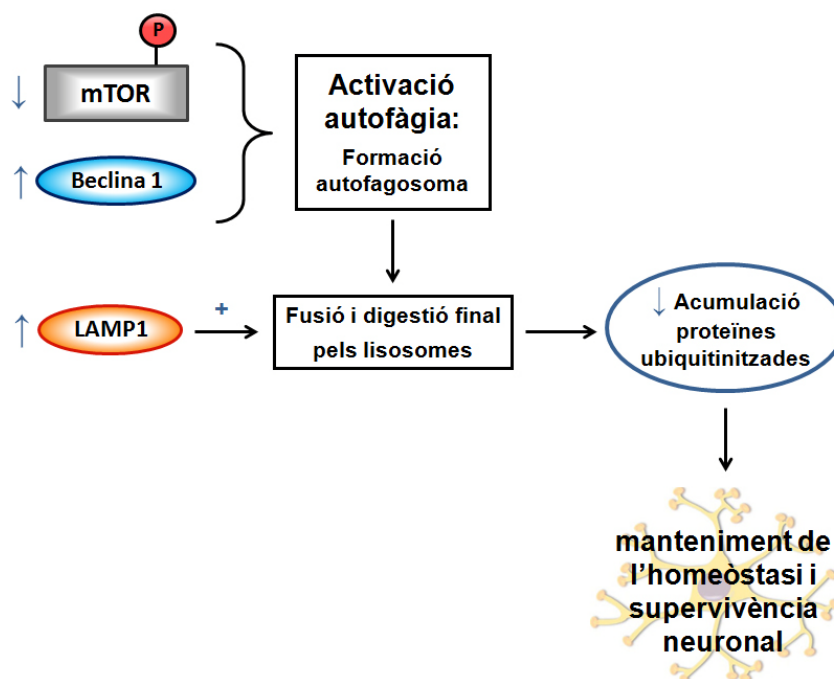 P
mTOR
Beclina 1
Activació
autofàgia:
Formació
autofagosoma
LAMP1
+
Fusió i digestió final
pels lisosomes
↓ Acumulació
proteïnes
ubiquitinitzades
manteniment de
l'homeòstasi i
supervivència
neuronal